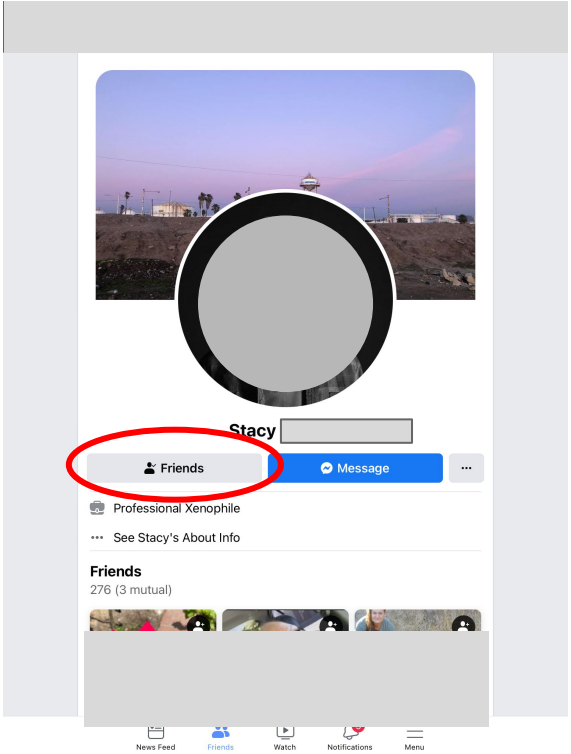 Stacy
Friends
Message
Professional Xenophile
See Stacy's About Info
Friends
276 (3 mutual)
News Feed
Friends
Watch
Notifications
Menu